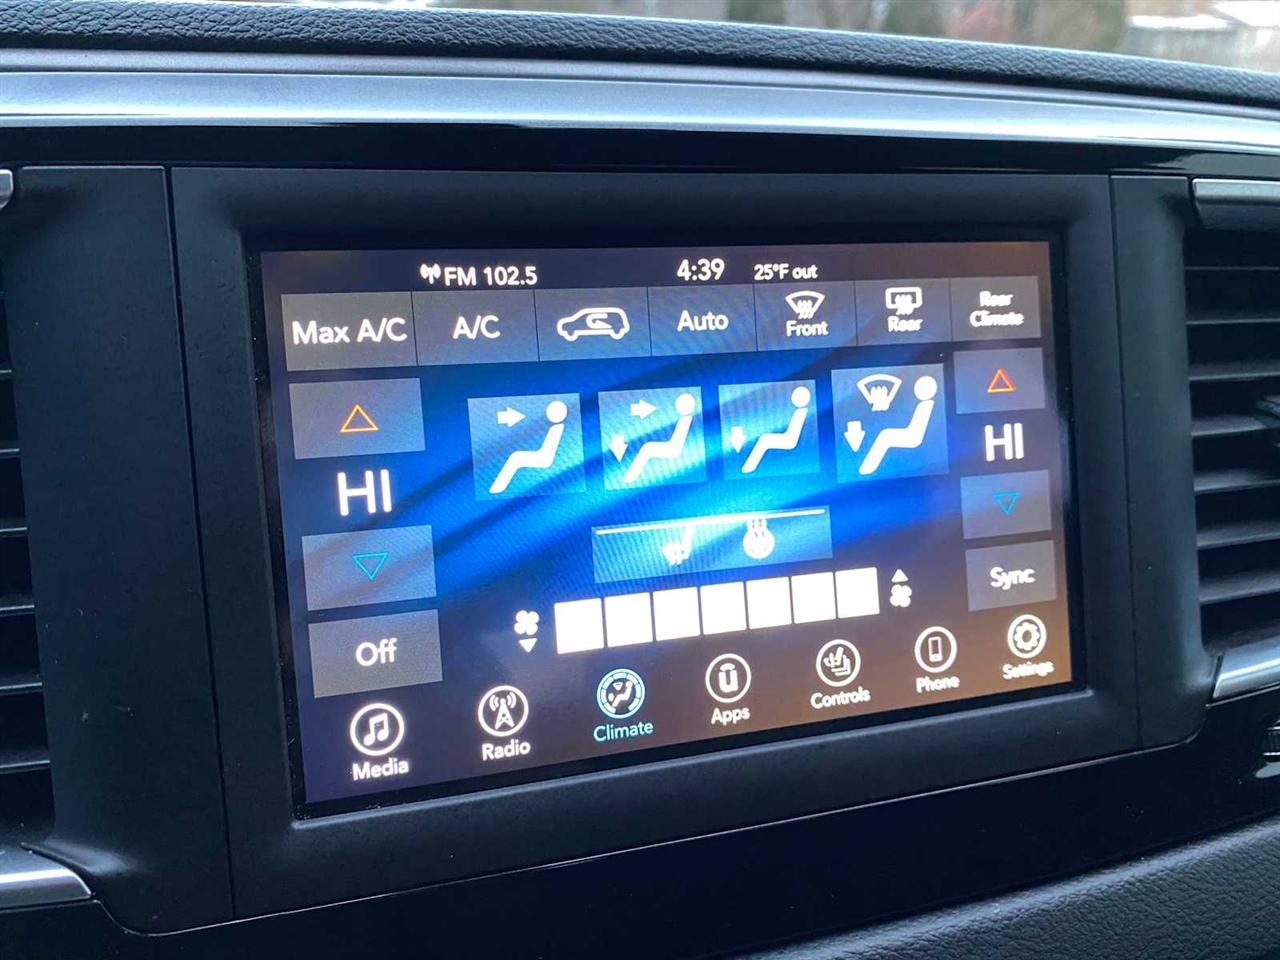 FM 102.5
4:39
25°F out
Max A/C
A/C
Auto
Front
Rear
Rear
Climate
HI
HI
Off
Sync
Media
Radio
Climate
Apps
Controls
Phone
Settings